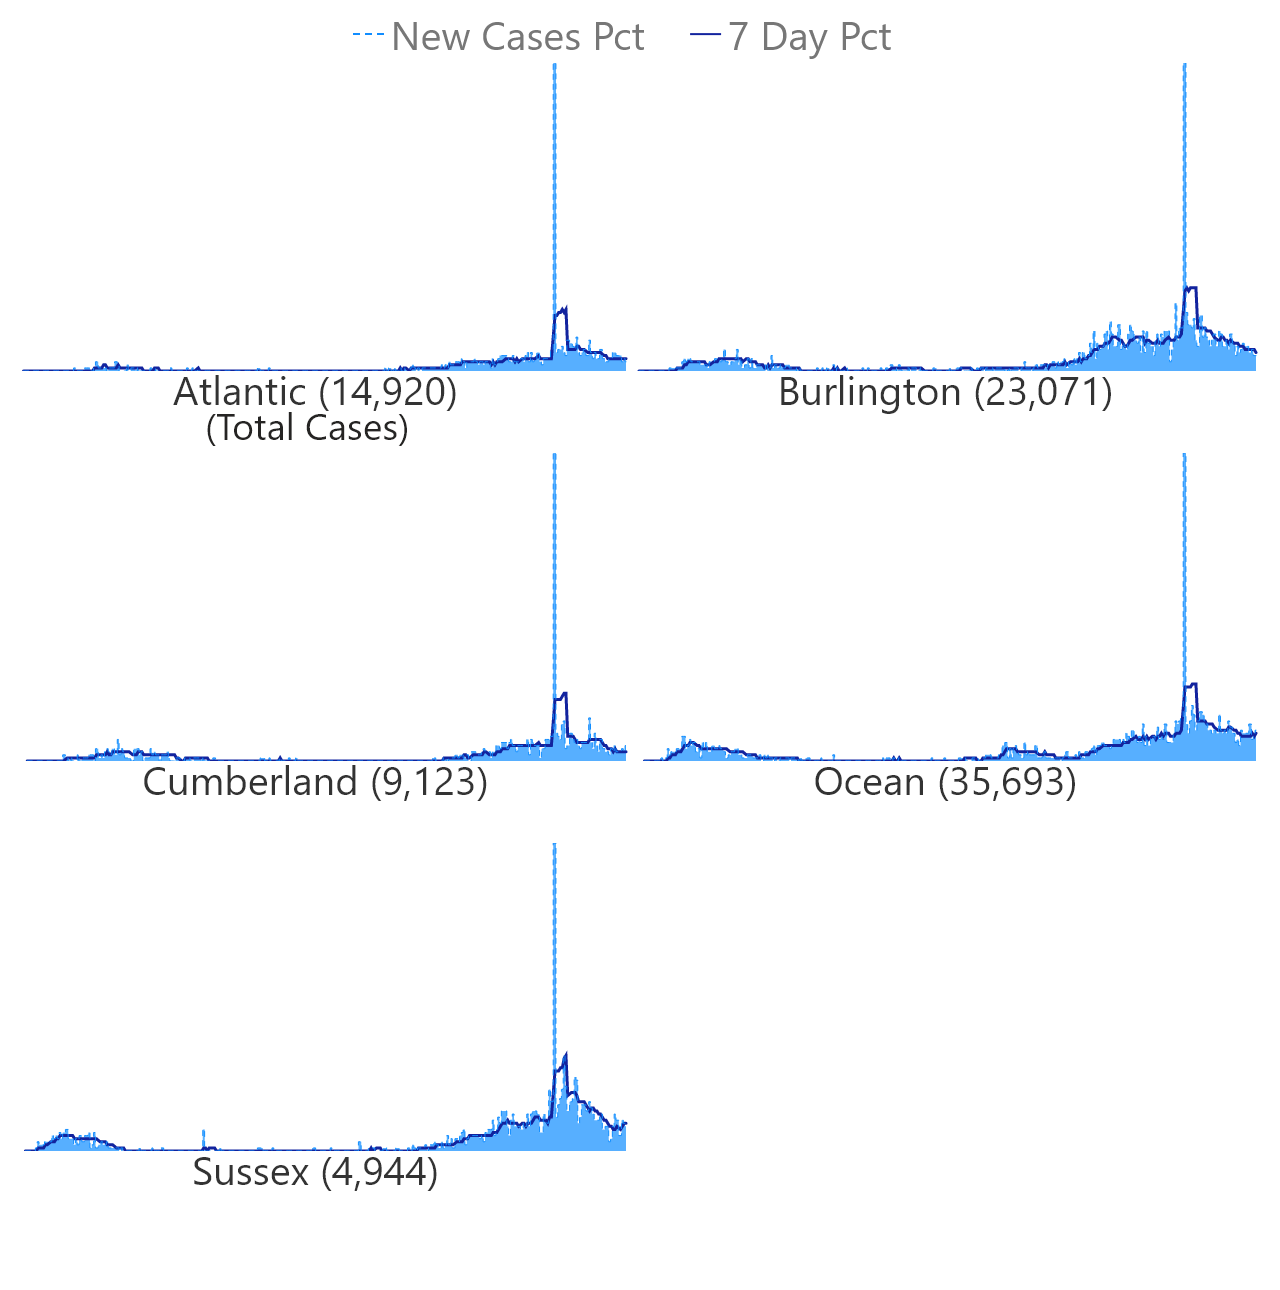 New Cases Pct 7 Day Pct
Atlantic (14,920)
(Total Cases)
Burlington (23,071)
Cumberland (9,123)
Ocean (35,693)
Sussex (4,944)